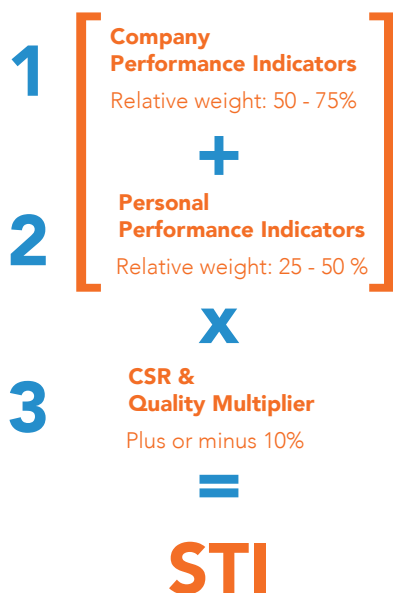 1
Company
Performance Indicators
Relative weight: 50 - 75%
+
2
Personal
Performance Indicators
Relative weight: 25 - 50 %
x
3
CSR &
Quality Multiplier
Plus or minus 10%
=
STI